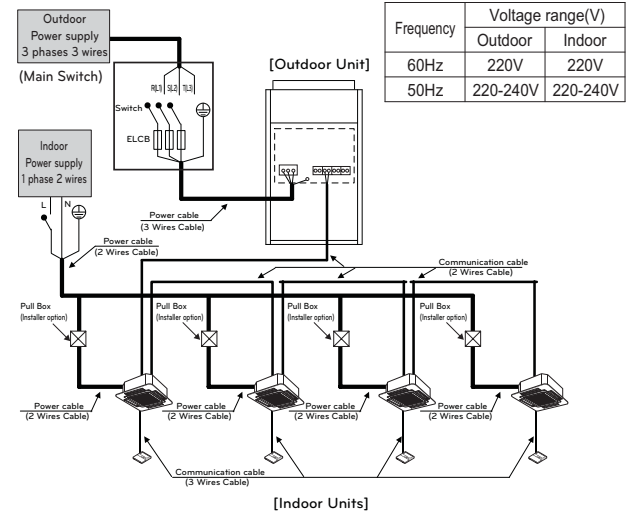 Outdoor
Power supply
3 phases 3 wires
(Main Switch)
R(L1) S(L2) T(L3)
Switch
ELCB
[Outdoor Unit]
Frequency
Voltage range(V)
Outdoor Indoor
60Hz 220V 220V
50Hz 220-240V 220-240V
Indoor
Power supply
1 phase 2 wires
L N
Power cable
(3 Wires Cable)
Power cable
(2 Wires Cable)
Communication cable
(2 Wires Cable)
Pull Box
(Installer option)
Pull Box
(Installer option)
Pull Box
(Installer option)
Pull Box
(Installer option)
Power cable
(2 Wires Cable)
Power cable
(2 Wires Cable)
Power cable
(2 Wires Cable)
Power cable
(2 Wires Cable)
Communication cable
(3 Wires Cable)
[Indoor Units]